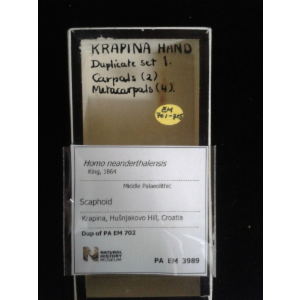 KRAPINA HAND
Duplicate set 1.
Carpals (2)
Metacarpals (4).
EM
Homo neanderthalensis
King, 1864
Middle Palaeolithic
Scaphoid
Krapina, Hušnjakovo Hill, Croatia
Dup of PA EM 702
NATURAL
HISTORY
MUSEUM
PA EM 3989